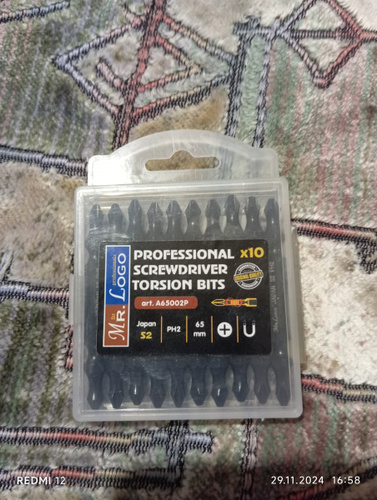 PROFESSIONAL x10
SCREWDRIVER
TORSION BITS
art. A65002P
Japan
S2
PH2
65
mm
MR. LOGO
REDMI 12
29.11.2024 16:58